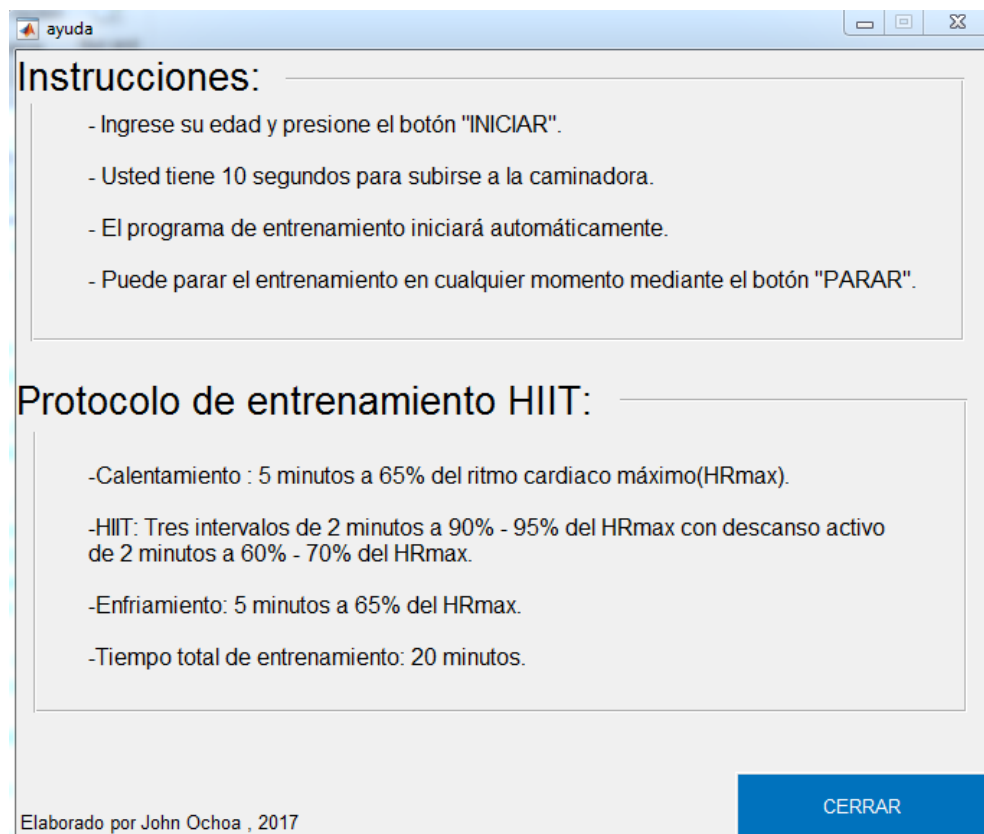 ayuda
Instrucciones:
- Ingrese su edad y presione el botón "INICIAR".
- Usted tiene 10 segundos para subirse a la caminadora.
- El programa de entrenamiento iniciará automáticamente.
- Puede parar el entrenamiento en cualquier momento mediante el botón "PARAR".
Protocolo de entrenamiento HIIT:
-Calentamiento : 5 minutos a 65% del ritmo cardiaco máximo(HRmax).
-HIIT: Tres intervalos de 2 minutos a 90% - 95% del HRmax con descanso activo
de 2 minutos a 60% - 70% del HRmax.
-Enfriamiento: 5 minutos a 65% del HRmax.
-Tiempo total de entrenamiento: 20 minutos.
CERRAR
Elaborado por John Ochoa , 2017